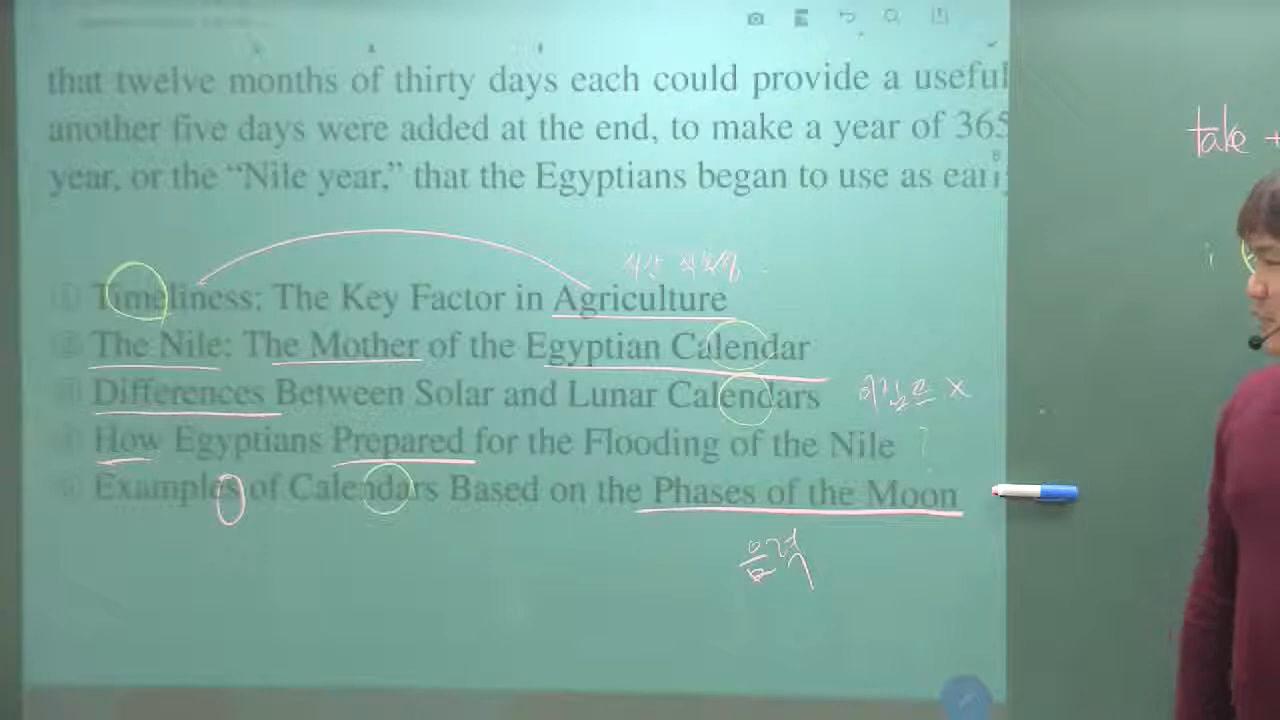 that twelve months of thirty days each could provide a useful
another five days were added at the end, to make a year of 365
year, or the “Nile year,” that the Egyptians began to use as
take +
시간
① Timeliness: The Key Factor in Agriculture
② The Nile: The Mother of the Egyptian Calendar
③ Differences Between Solar and Lunar Calendars
X
④ How Egyptians Prepared for the Flooding of the Nile
?
⑤ Examples of Calendars Based on the Phases of the Moon
음력